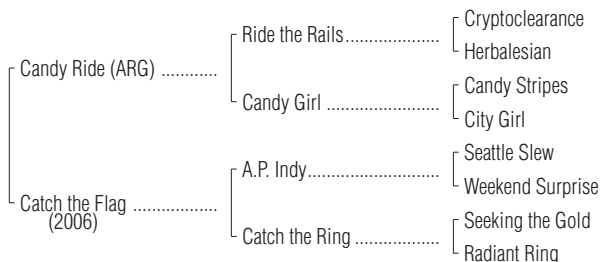 Cryptoclearance
Ride the Rails....................
Herbalesian
Candy Ride (ARG) ............
Candy Stripes
Candy Girl ........................
City Girl
Seattle Slew
A.P. Indy............................
Weekend Surprise
Catch the Flag ..................
(2006)
Seeking the Gold
Catch the Ring ..................
Radiant Ring